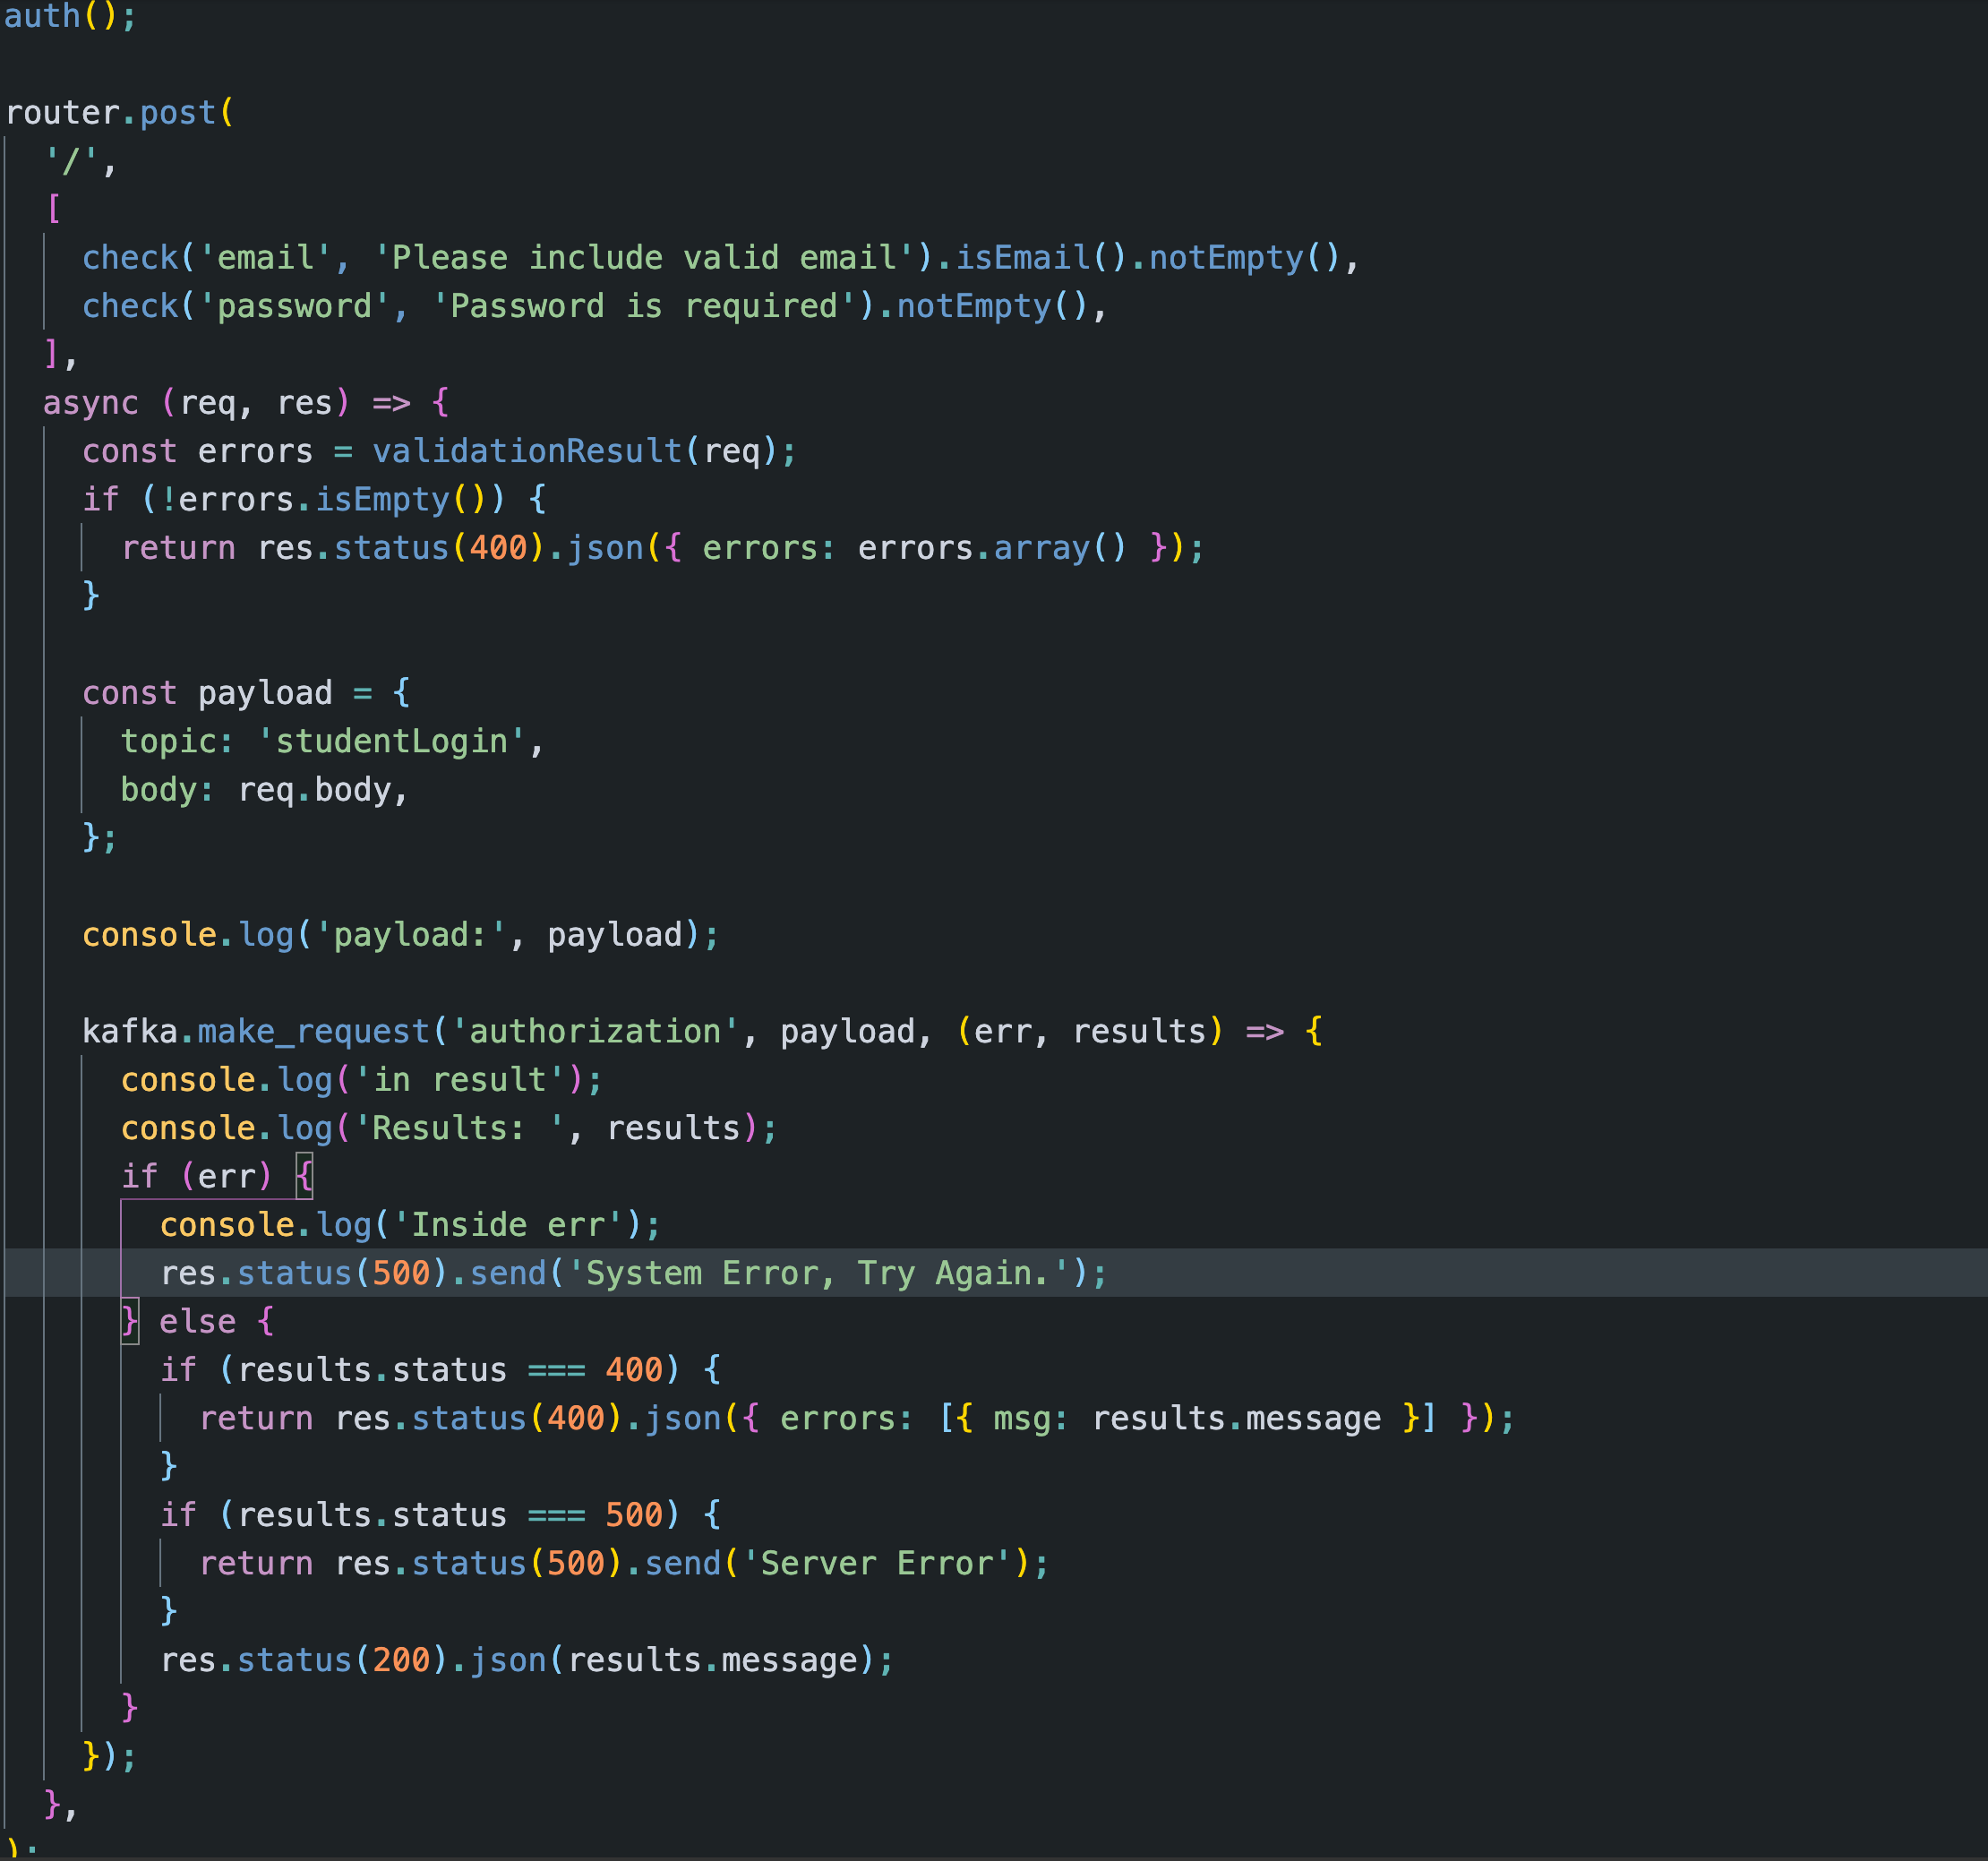 auth();
router.post(
  '/',
  [
    check('email', 'Please include valid email').isEmail().notEmpty(),
    check('password', 'Password is required').notEmpty(),
  ],
  async (req, res) => {
    const errors = validationResult(req);
    if (!errors.isEmpty()) {
      return res.status(400).json({ errors: errors.array() });
    }
    const payload = {
      topic: 'studentLogin',
      body: req.body,
    };
    console.log('payload:', payload);
    kafka.make_request('authorization', payload, (err, results) => {
      console.log('in result');
      console.log('Results: ', results);
      if (err) {
        console.log('Inside err');
        res.status(500).send('System Error, Try Again.');
      } else {
        if (results.status === 400) {
          return res.status(400).json({ errors: [{ msg: results.message }] });
        }
        if (results.status === 500) {
          return res.status(500).send('Server Error');
        }
        res.status(200).json(results.message);
      }
    });
  },
);